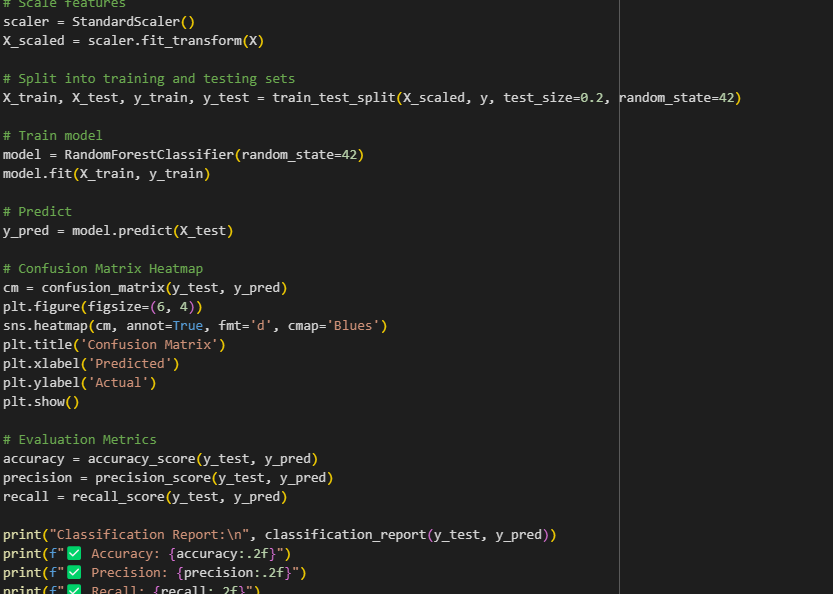 # Scale features
scaler = StandardScaler()
X_scaled = scaler.fit_transform(X)
# Split into training and testing sets
X_train, X_test, y_train, y_test = train_test_split(X_scaled, y, test_size=0.2, random_state=42)
# Train model
model = RandomForestClassifier(random_state=42)
model.fit(X_train, y_train)
# Predict
y_pred = model.predict(X_test)
# Confusion Matrix Heatmap
cm = confusion_matrix(y_test, y_pred)
plt.figure(figsize=(6, 4))
sns.heatmap(cm, annot=True, fmt='d', cmap='Blues')
plt.title('Confusion Matrix')
plt.xlabel('Predicted')
plt.ylabel('Actual')
plt.show()
# Evaluation Metrics
accuracy = accuracy_score(y_test, y_pred)
precision = precision_score(y_test, y_pred)
recall = recall_score(y_test, y_pred)
print("Classification Report:\n", classification_report(y_test, y_pred))
print(f"✅ Accuracy: {accuracy:.2f}")
print(f"✅ Precision: {precision:.2f}")
print(f"✅ Recall: {recall:.2f}")